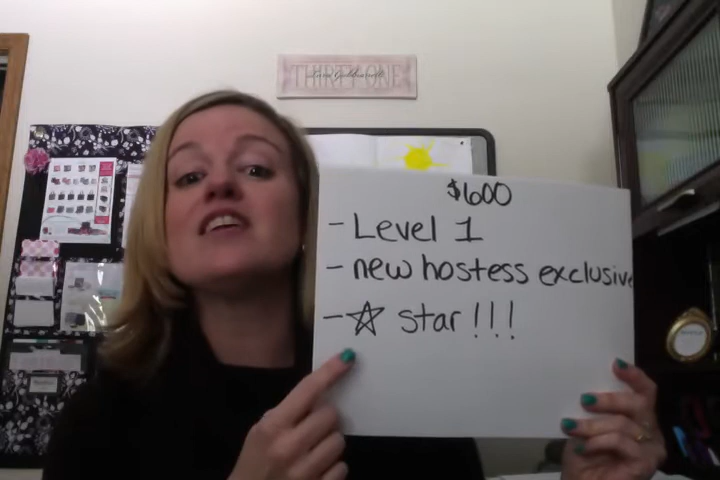 THIRTY-ONE
$600
- Level 1
- new hostess exclusive
- ☆ star!!!